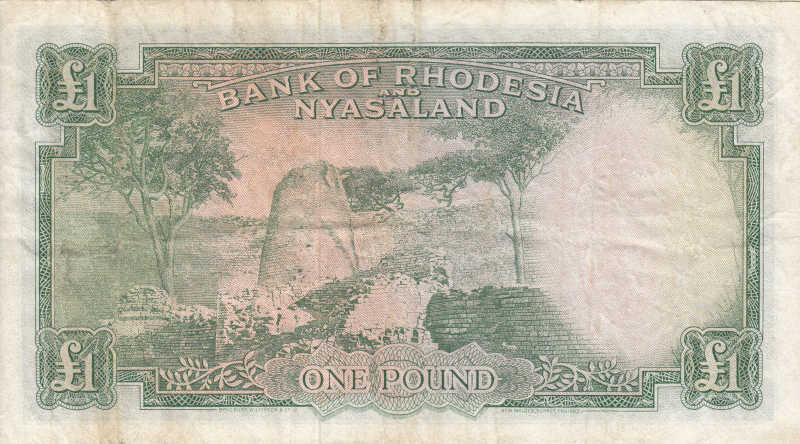 £1 £1
BANK OF RHODESIA
AND
NYASALAND
£1 £1
ONE POUND